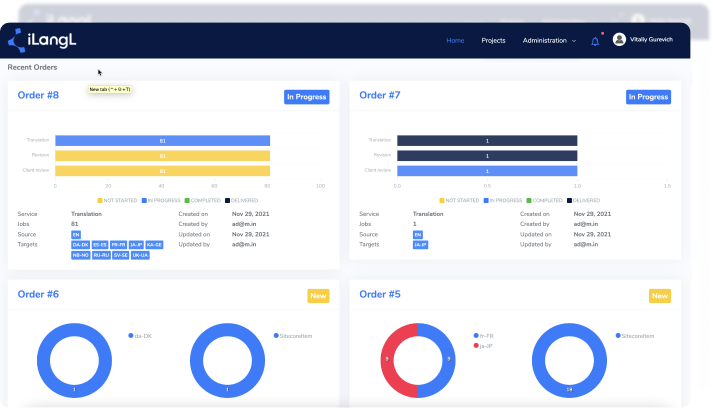 iLangL
iLangL
Home Projects Administration Vitally Gurevich
Recent Orders
New tab (⌃+⇧+T)
Order #8 In Progress
Translation 81
Revision 81
Client review 81
0 20 40 60 80 100
NOT STARTED IN PROGRESS COMPLETED DELIVERED
Service Translation Created on Nov 29, 2021
Jobs 81 Created by ad@m.in
Source EN Updated on Nov 29, 2021
Targets DA-DK ES-ES FR-FR JA-JP KA-GE Updated by ad@m.in
NB-NO RU-RU SV-SE UK-UA
Order #7 In Progress
Translation 1
Revision 1
Client review 1
0.0 0.5 1.0 1.5
NOT STARTED IN PROGRESS COMPLETED DELIVERED
Service Translation Created on Nov 29, 2021
Jobs 1 Created by ad@m.in
Source EN Updated on Nov 29, 2021
Targets JA-JP Updated by ad@m.in
Order #6 New
da-DK SitecoreItem
1 1
Order #5 New
fr-FR SitecoreItem
ja-JP
9 9
18